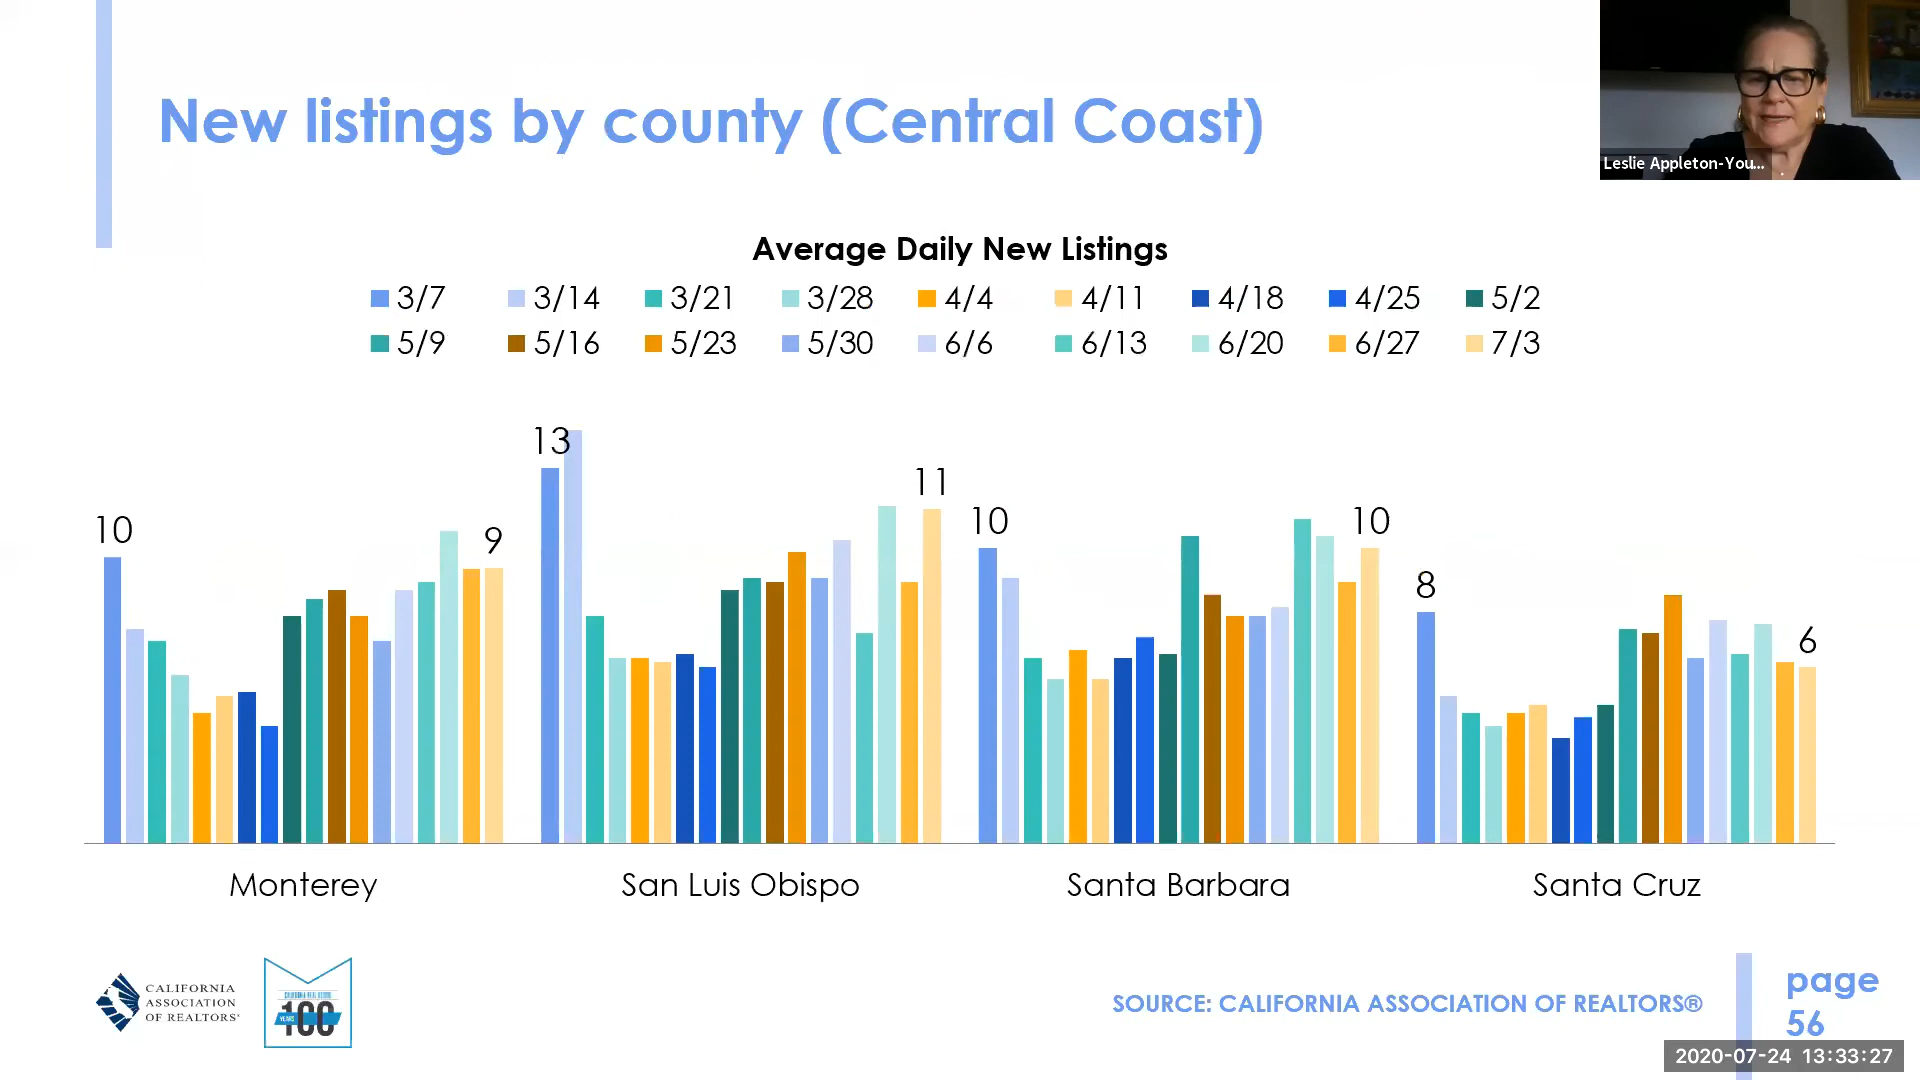 New listings by county (Central Coast)
Leslie Appleton-You...
Average Daily New Listings
3/7 3/14 3/21 3/28 4/4 4/11 4/18 4/25 5/2
5/9 5/16 5/23 5/30 6/6 6/13 6/20 6/27 7/3
10 9 13 11 10 10 8 6
Monterey San Luis Obispo Santa Barbara Santa Cruz
CALIFORNIA
ASSOCIATION
OF REALTORS®
YEARS 100
SOURCE: CALIFORNIA ASSOCIATION OF REALTORS®
page
56
2020-07-24 13:33:27